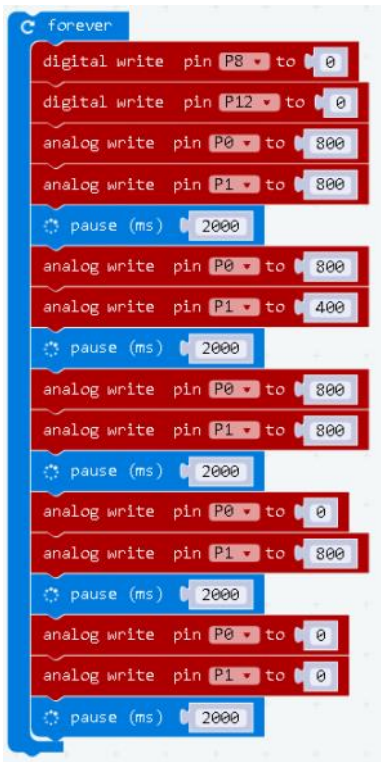 forever
digital write pin P8 to 0
digital write pin P12 to 0
analog write pin P0 to 800
analog write pin P1 to 800
pause (ms) 2000
analog write pin P0 to 800
analog write pin P1 to 400
pause (ms) 2000
analog write pin P0 to 800
analog write pin P1 to 800
pause (ms) 2000
analog write pin P0 to 0
analog write pin P1 to 800
pause (ms) 2000
analog write pin P0 to 0
analog write pin P1 to 0
pause (ms) 2000